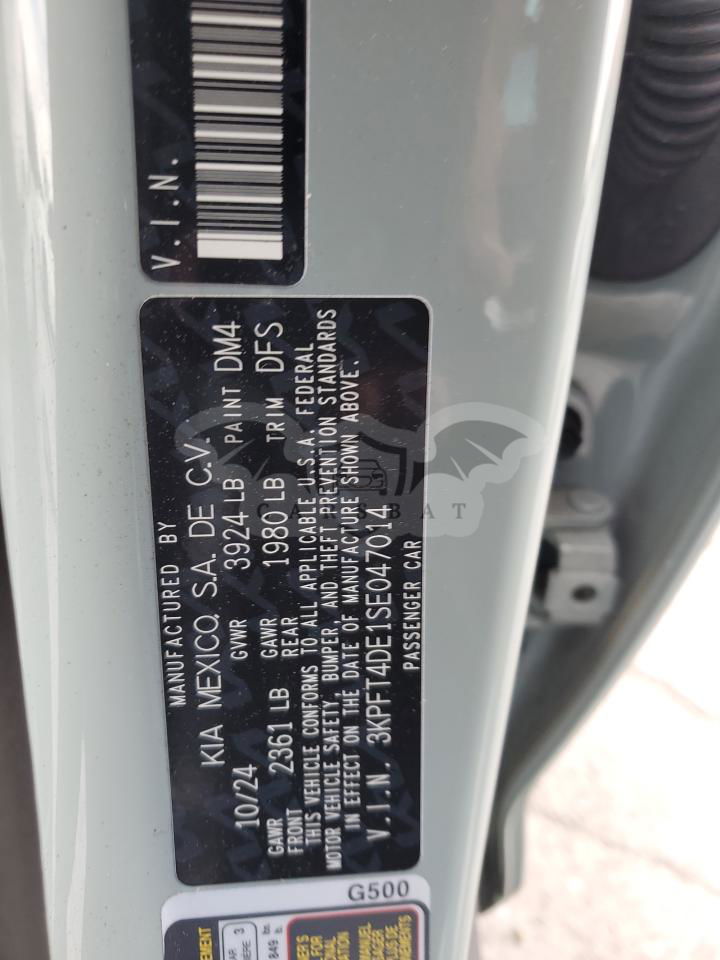 V.I.N.
MANUFACTURED BY
KIA MEXICO, S.A. DE C.V.
10/24 GVWR 3924 LB PAINT DM4
GAWR FRONT 2361 LB GAWR REAR 1980 LB TRIM DFS
THIS VEHICLE CONFORMS TO ALL APPLICABLE U.S.A. FEDERAL
MOTOR VEHICLE SAFETY, BUMPER, AND THEFT PREVENTION STANDARDS
IN EFFECT ON THE DATE OF MANUFACTURE SHOWN ABOVE.
V.I.N. 3KPFT4DE1SE047014
PASSENGER CAR
CARSBAT
G500